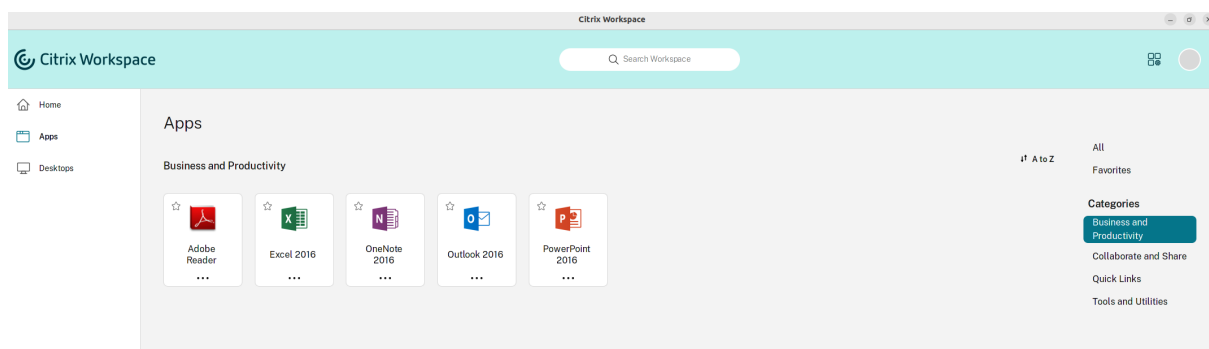 Citrix Workspace
Citrix Workspace
Search Workspace
Home
Apps
Desktops
Apps
Business and Productivity
A to Z
Adobe
Reader
Excel 2016
OneNote
2016
Outlook 2016
PowerPoint
2016
All
Favorites
Categories
Business and
Productivity
Collaborate and Share
Quick Links
Tools and Utilities